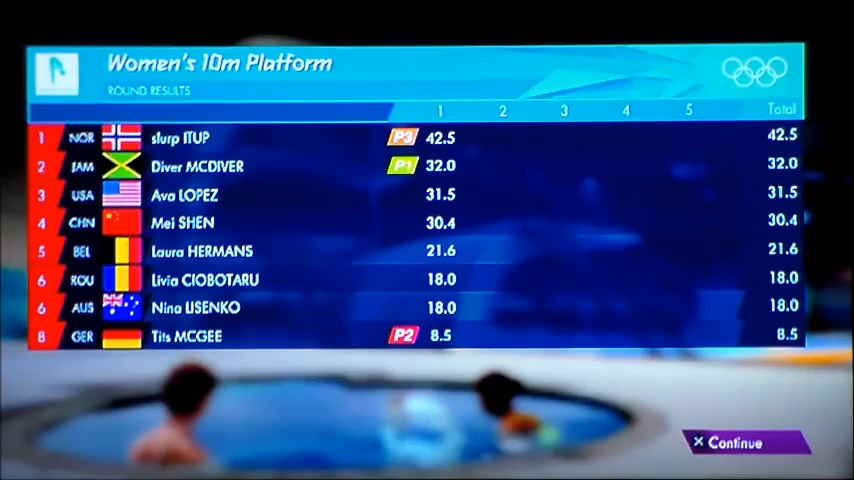 Women's 10m Platform
ROUND RESULTS
1 2 3 4 5 Total
1 NOR slurp ITUP P3 42.5 42.5
2 JAM Diver MCDIVER P1 32.0 32.0
3 USA Ava LOPEZ 31.5 31.5
4 CHN Mei SHEN 30.4 30.4
5 BEL Laura HERMANS 21.6 21.6
6 ROU Livia CIOBOTARU 18.0 18.0
6 AUS Nina LISENKO 18.0 18.0
8 GER Tits MCGEE P2 8.5 8.5
X Continue